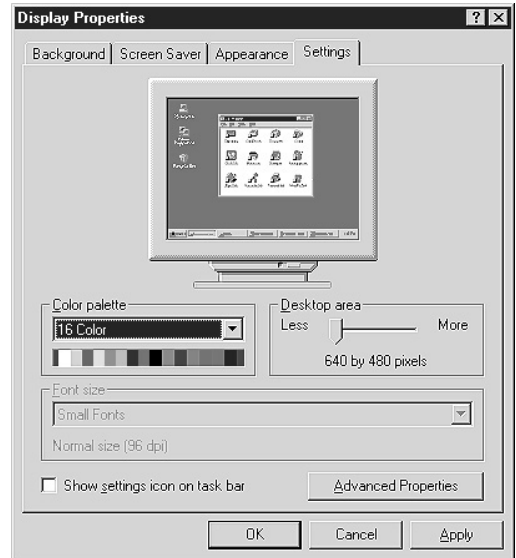 Display Properties
Background Screen Saver Appearance Settings
Color palette
16 Color
Desktop area
Less More
640 by 480 pixels
Font size
Small Fonts
Normal size (96 dpi)
Show settings icon on task bar
Advanced Properties
OK Cancel Apply